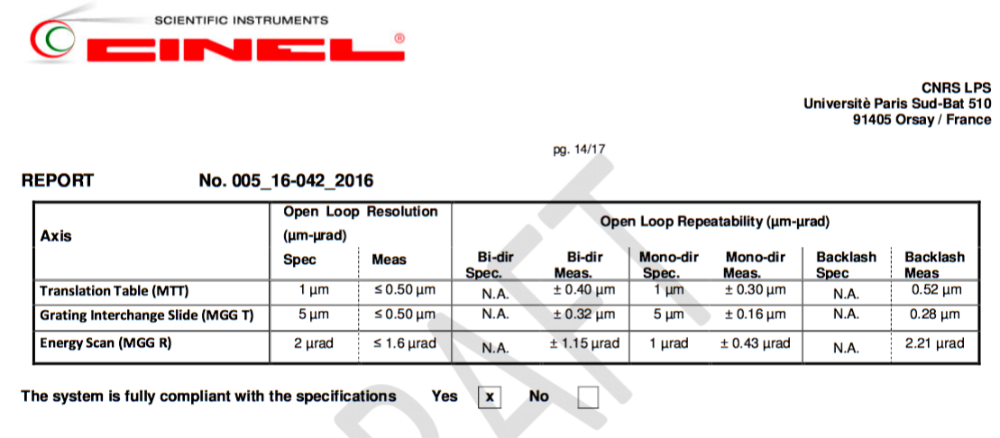 SCIENTIFIC INSTRUMENTS
CINEL®
CNRS LPS
Universitè Paris Sud-Bat 510
91405 Orsay / France
pg. 14/17
REPORT No. 005_16-042_2016
Axis Open Loop Resolution (µm-µrad) Open Loop Repeatability (µm-µrad)
Spec Meas Bi-dir Spec. Bi-dir Meas. Mono-dir Spec. Mono-dir Meas. Backlash Spec Backlash Meas
Translation Table (MTT) 1 µm ≤ 0.50 µm N.A. ± 0.40 µm 1 µm ± 0.30 µm N.A. 0.52 µm
Grating Interchange Slide (MGG T) 5 µm ≤ 0.50 µm N.A. ± 0.32 µm 5 µm ± 0.16 µm N.A. 0.28 µm
Energy Scan (MGG R) 2 µrad ≤ 1.6 µrad N.A. ± 1.15 µrad 1 µrad ± 0.43 µrad N.A. 2.21 µrad
The system is fully compliant with the specifications Yes x No
RAFT